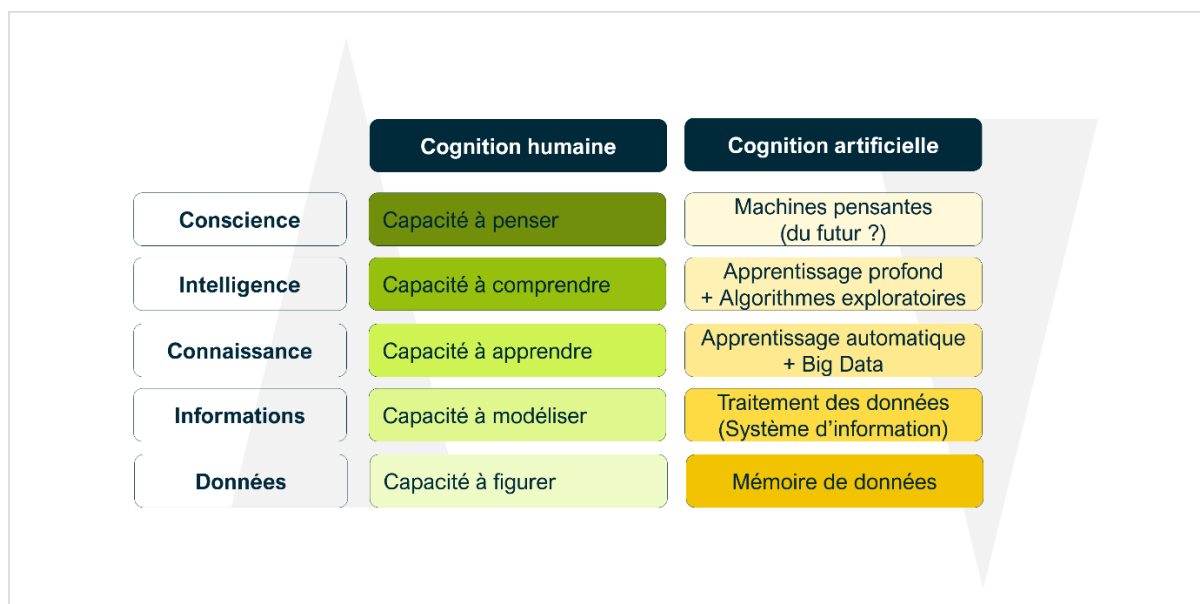 Cognition humaine
Cognition artificielle
Conscience
Capacité à penser
Machines pensantes
(du futur ?)
Intelligence
Capacité à comprendre
Apprentissage profond
+ Algorithmes exploratoires
Connaissance
Capacité à apprendre
Apprentissage automatique
+ Big Data
Informations
Capacité à modéliser
Traitement des données
(Système d’information)
Données
Capacité à figurer
Mémoire de données